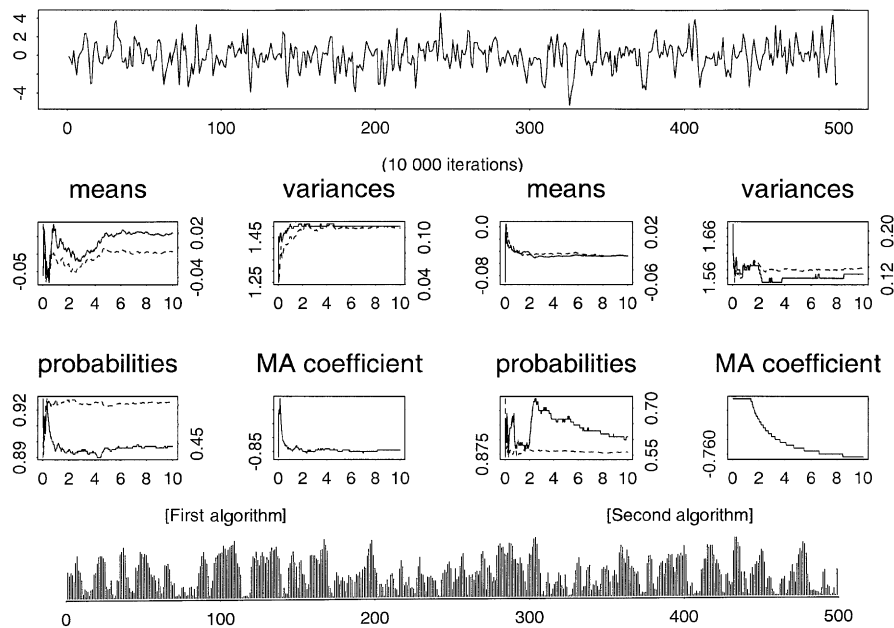 4
2
0
-4
0 100 200 300 400 500
(10 000 iterations)
means variances means variances
-0.05
-0.04 0.02
1.25 1.45
0.04 0.10
-0.08 0.0
-0.06 0.02
1.56 1.66
0.12 0.20
0 2 4 6 8 10 0 2 4 6 8 10 0 2 4 6 8 10 0 2 4 6 8 10
probabilities MA coefficient probabilities MA coefficient
0.89 0.92
0.45
-0.85
0.875
0.55 0.70
-0.760
0 2 4 6 8 10 0 2 4 6 8 10 0 2 4 6 8 10 0 2 4 6 8 10
[First algorithm] [Second algorithm]
0 100 200 300 400 500